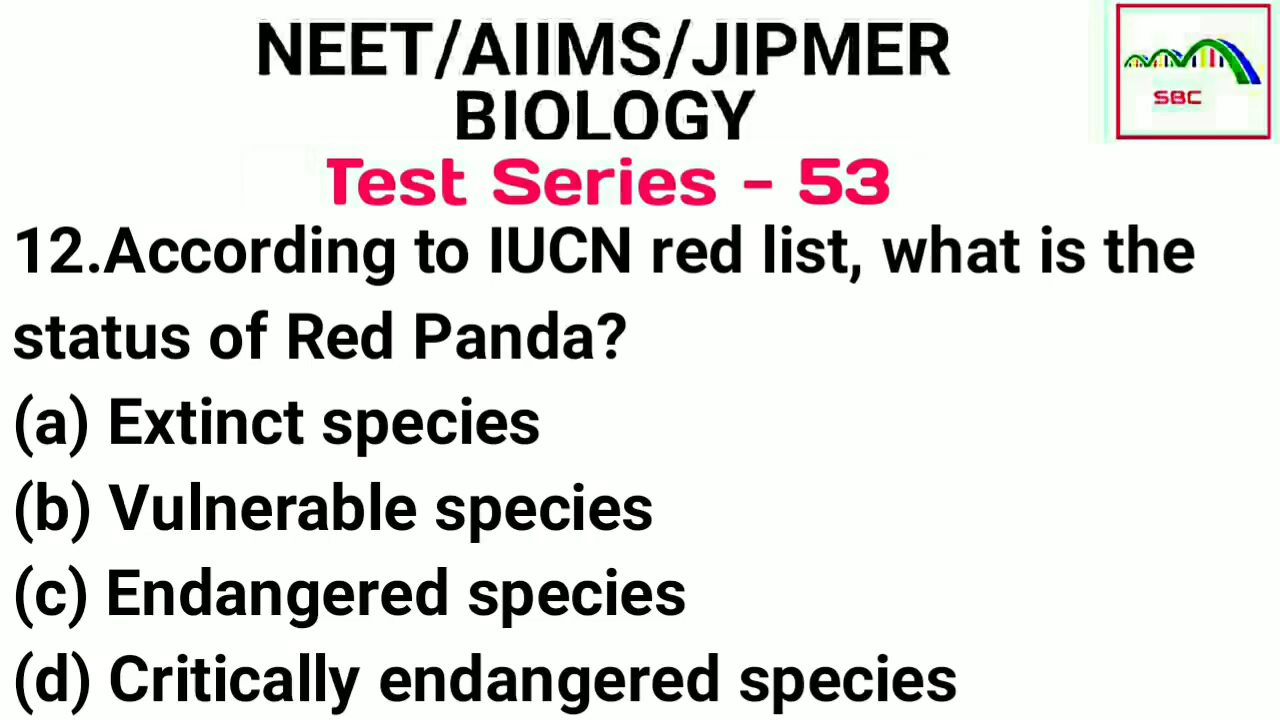 NEET/AIIMS/JIPMER
BIOLOGY
SBC
Test Series - 53
12.According to IUCN red list, what is the
status of Red Panda?
(a) Extinct species
(b) Vulnerable species
(c) Endangered species
(d) Critically endangered species